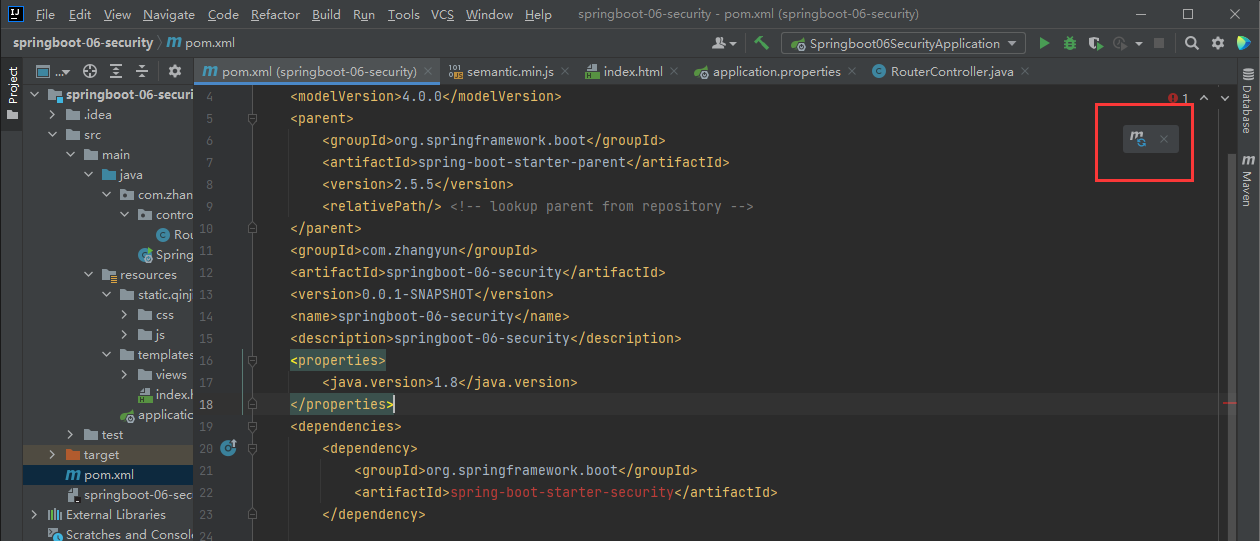 File Edit View Navigate Code Refactor Build Run Tools VCS Window Help springboot-06-security - pom.xml (springboot-06-security)
springboot-06-security pom.xml Springboot06SecurityApplication
Project
... pom.xml (springboot-06-security) semantic.min.js index.html application.properties RouterController.java
springboot-06-securi
.idea
src
main
java
com.zhan
contro
Rou
Spring
resources
static.qinji
css
js
templates
views
index.h
applicati
test
target
pom.xml
springboot-06-sec
External Libraries
Scratches and Consol
4 <modelVersion>4.0.0</modelVersion>
5 <parent>
6 <groupId>org.springframework.boot</groupId>
7 <artifactId>spring-boot-starter-parent</artifactId>
8 <version>2.5.5</version>
9 <relativePath/> <!-- lookup parent from repository -->
10 </parent>
11 <groupId>com.zhangyun</groupId>
12 <artifactId>springboot-06-security</artifactId>
13 <version>0.0.1-SNAPSHOT</version>
14 <name>springboot-06-security</name>
15 <description>springboot-06-security</description>
16 <properties>
17 <java.version>1.8</java.version>
18 </properties>
19 <dependencies>
20 <dependency>
21 <groupId>org.springframework.boot</groupId>
22 <artifactId>spring-boot-starter-security</artifactId>
23 </dependency>
24
1
m
Database
Maven